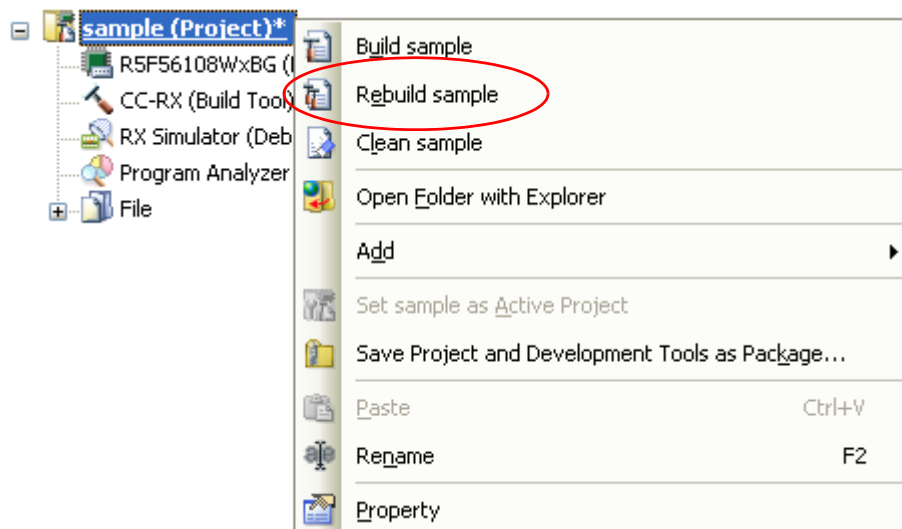 sample (Project)*
R5F56108WxBG (
CC-RX (Build Tool)
RX Simulator (Deb
Program Analyzer
File
Build sample
Rebuild sample
Clean sample
Open Folder with Explorer
Add
Set sample as Active Project
Save Project and Development Tools as Package...
Paste Ctrl+V
Rename F2
Property